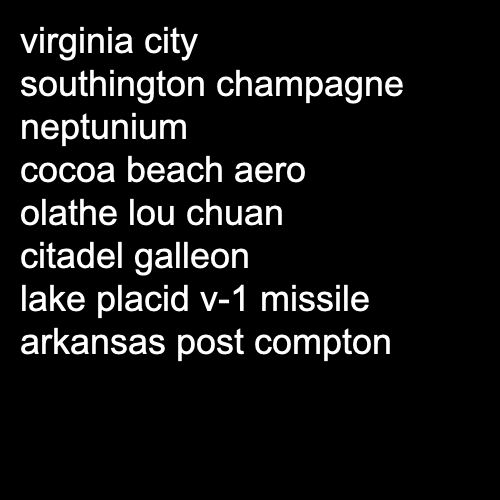 virginia city
southington champagne
neptunium
cocoa beach aero
olathe lou chuan
citadel galleon
lake placid v-1 missile
arkansas post compton